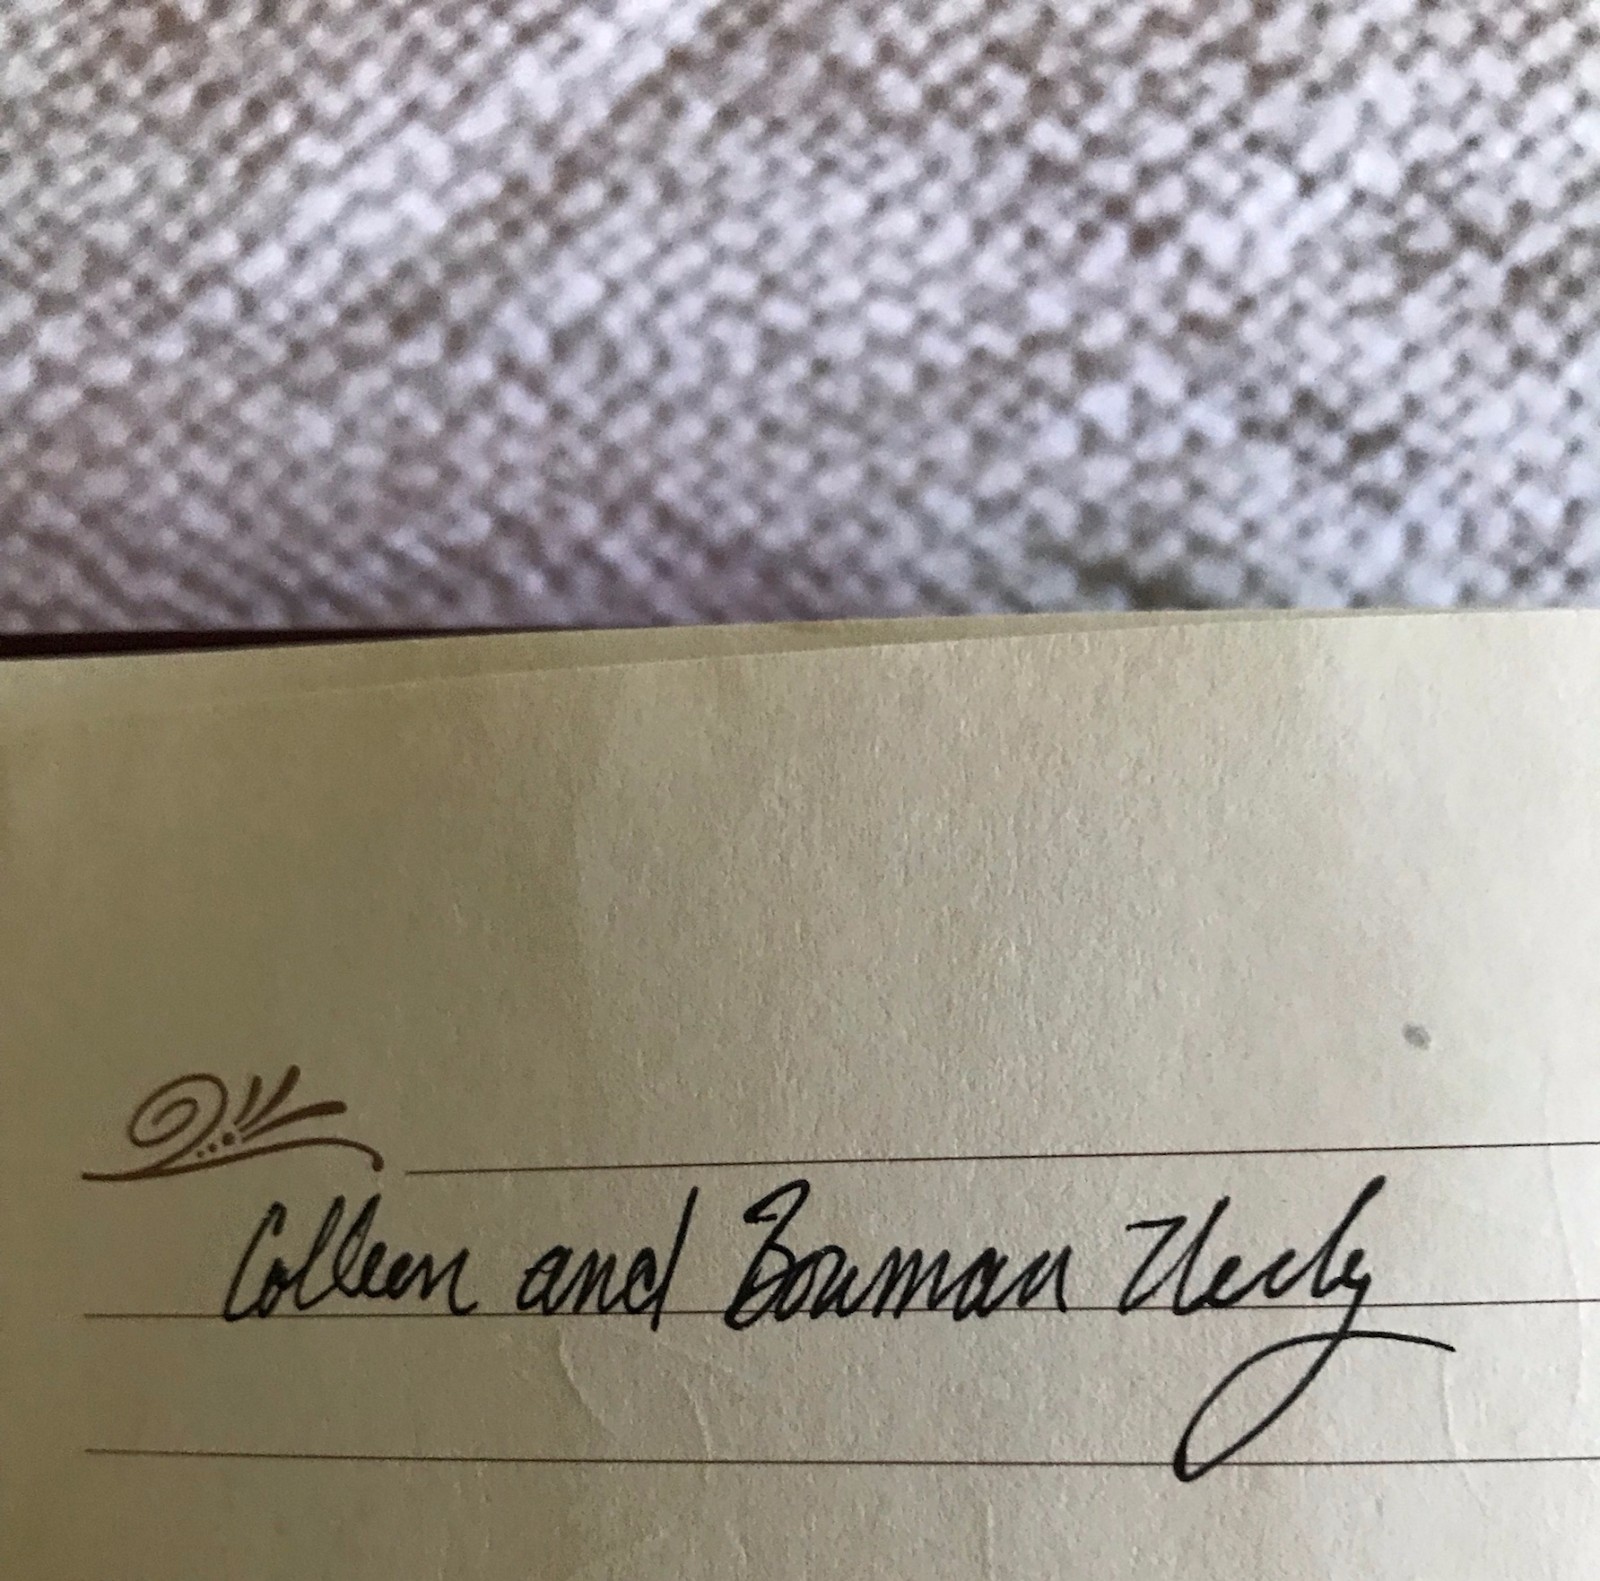 Colleen and Bowman